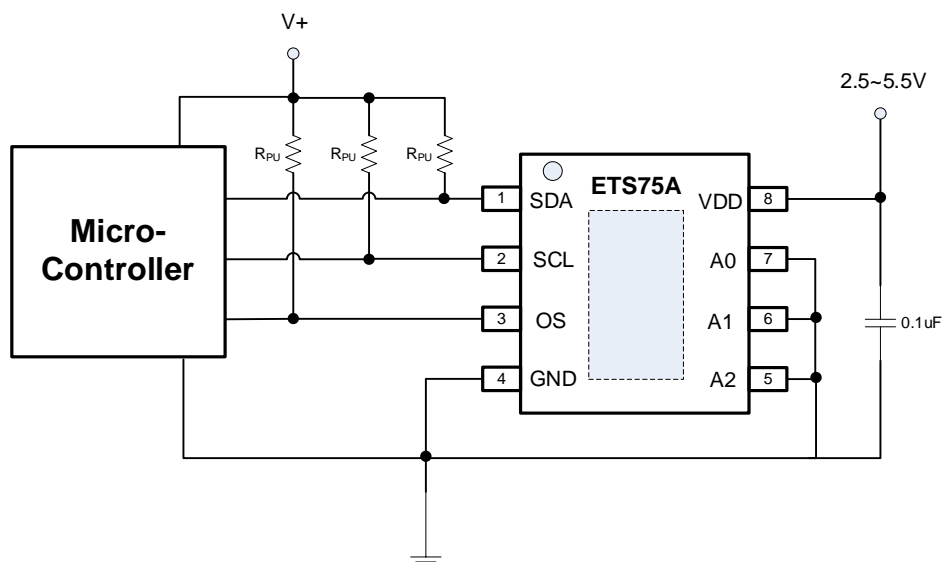 V+
2.5~5.5V
RPU RPU RPU
ETS75A
Micro-
Controller
1 SDA VDD 8
2 SCL A0 7
3 OS A1 6
0.1uF
4 GND A2 5